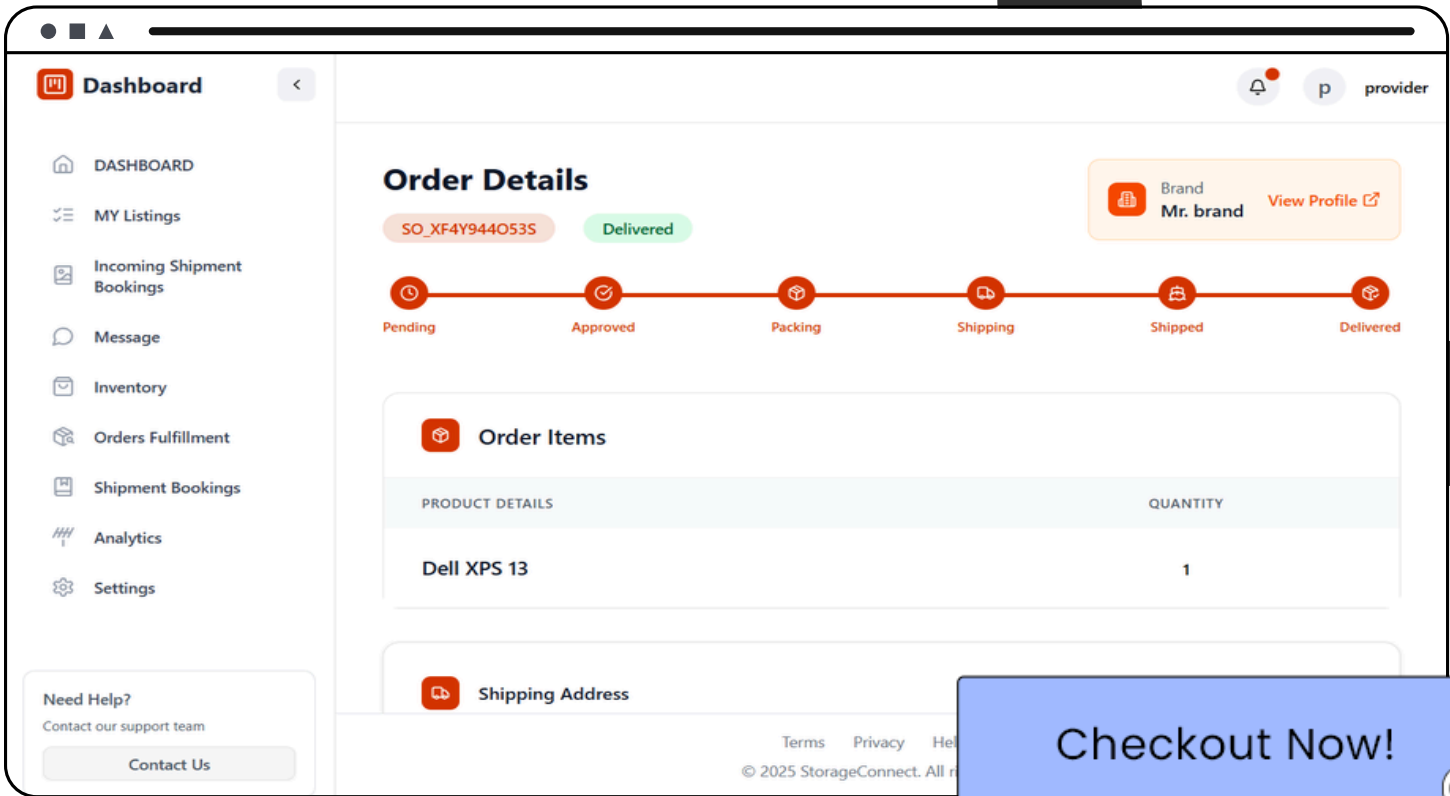 Dashboard
p
provider
DASHBOARD
MY Listings
Incoming Shipment
Bookings
Message
Inventory
Orders Fulfillment
Shipment Bookings
Analytics
Settings
Need Help?
Contact our support team
Contact Us
Order Details
SO_XF4Y944O53S
Delivered
Brand
Mr. brand
View Profile
Pending
Approved
Packing
Shipping
Shipped
Delivered
Order Items
PRODUCT DETAILS
QUANTITY
Dell XPS 13
1
Shipping Address
Terms
Privacy
© 2025 StorageConnect. All
Checkout Now!